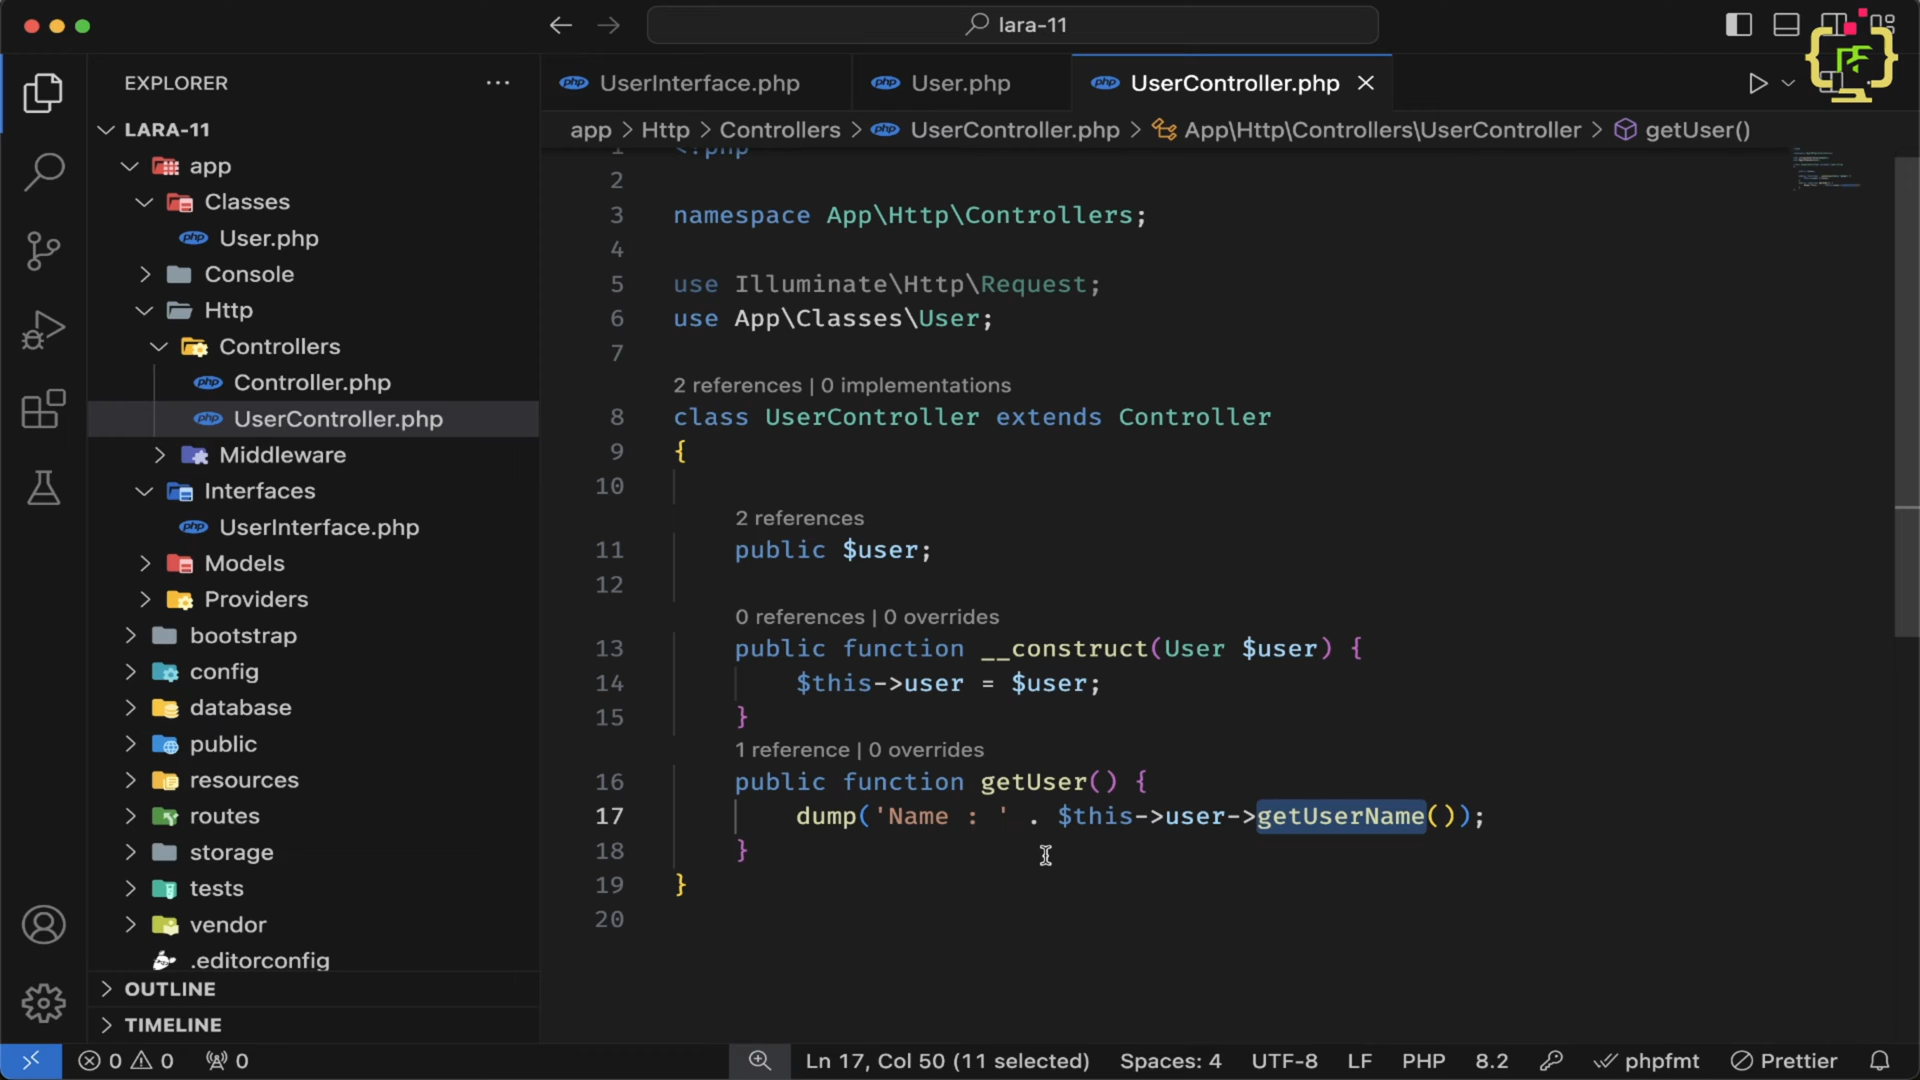 lara-11
EXPLORER
LARA-11
app
Classes
User.php
Console
Http
Controllers
Controller.php
UserController.php
Middleware
Interfaces
UserInterface.php
Models
Providers
bootstrap
config
database
public
resources
routes
storage
tests
vendor
.editorconfig
OUTLINE
TIMELINE
php UserInterface.php
php User.php
php UserController.php
app > Http > Controllers > php UserController.php > App\Http\Controllers\UserController > getUser()
1 <?php
2
3 namespace App\Http\Controllers;
4
5 use Illuminate\Http\Request;
6 use App\Classes\User;
7
2 references | 0 implementations
8 class UserController extends Controller
9 {
10
2 references
11 public $user;
12
0 references | 0 overrides
13 public function __construct(User $user) {
14 $this->user = $user;
15 }
1 reference | 0 overrides
16 public function getUser() {
17 dump('Name : ' . $this->user->getUserName());
18 }
19 }
20
0 0 0 Ln 17, Col 50 (11 selected) Spaces: 4 UTF-8 LF PHP 8.2 phpfmt Prettier